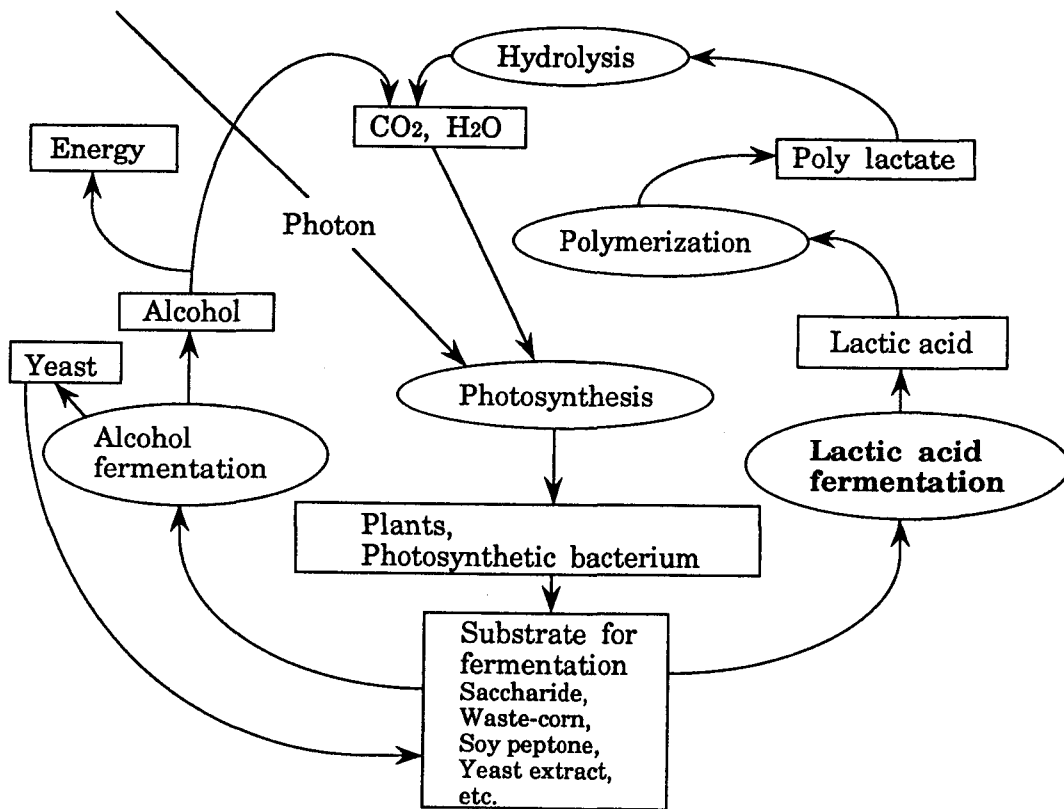 Hydrolysis
CO2, H2O
Energy
Poly lactate
Photon
Polymerization
Alcohol
Lactic acid
Yeast
Photosynthesis
Alcohol
fermentation
Lactic acid
fermentation
Plants,
Photosynthetic bacterium
Substrate for
fermentation
Saccharide,
Waste-corn,
Soy peptone,
Yeast extract,
etc.